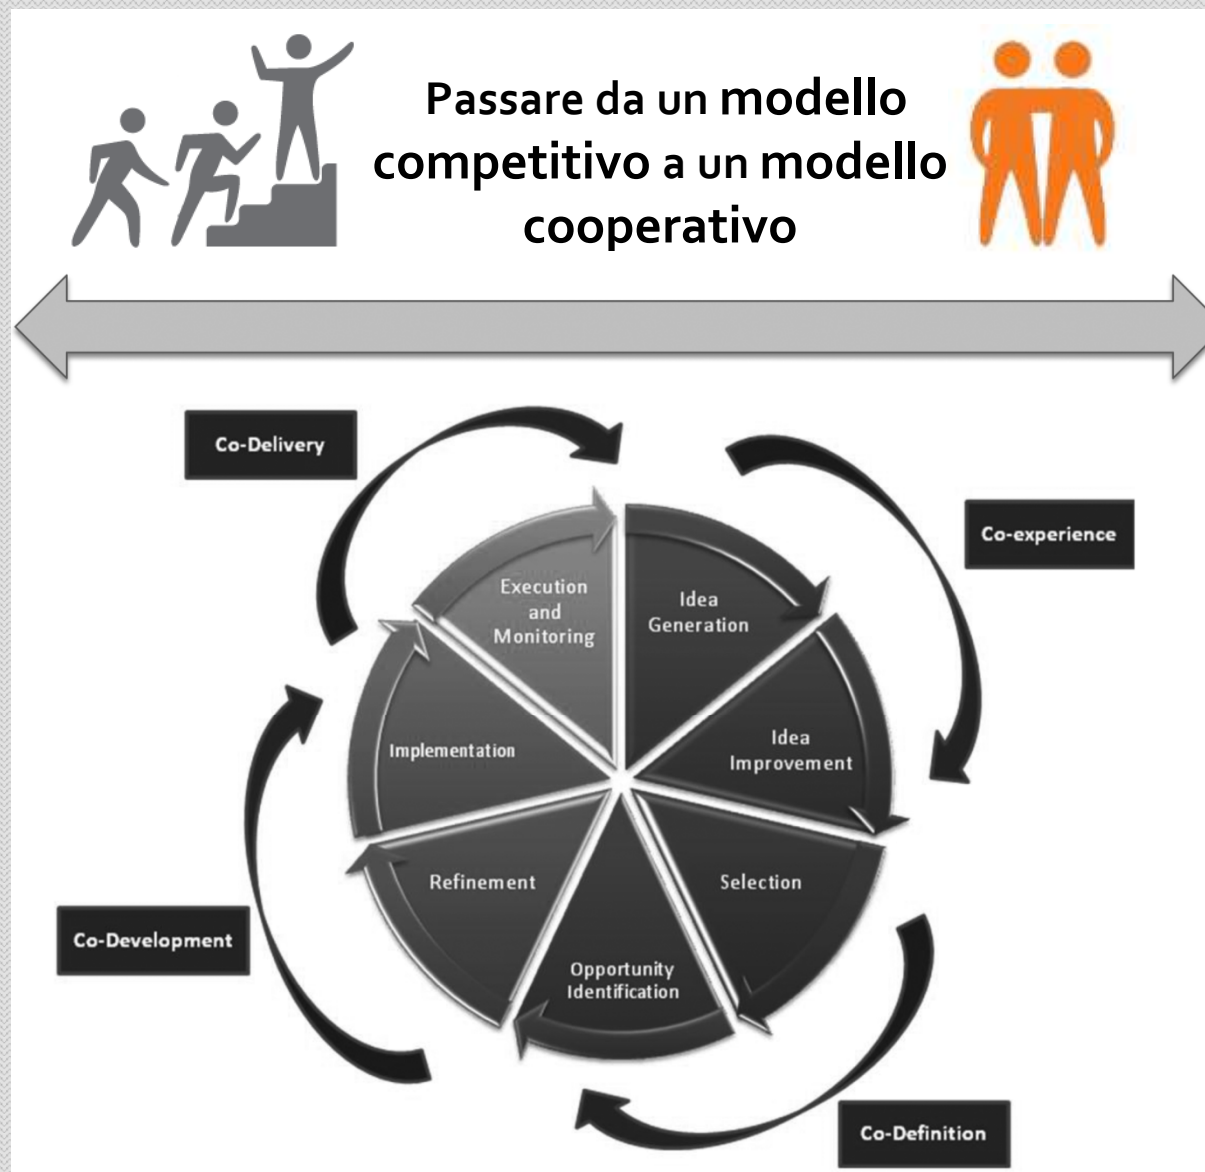 Passare da un modello
competitivo a un modello
cooperativo
Co-Delivery
Co-experience
Execution
and
Monitoring
Idea
Generation
Implementation
Idea
Improvement
Refinement
Selection
Co-Development
Opportunity
Identification
Co-Definition